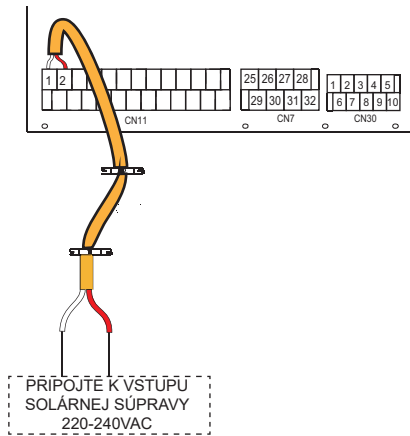 1 2
25 26 27 28
29 30 31 32
1 2 3 4 5
6 7 8 9 10
CN11
CN7
CN30
PRIPOJTE K VSTUPU
SOLÁRNEJ SÚPRAVY
220-240VAC